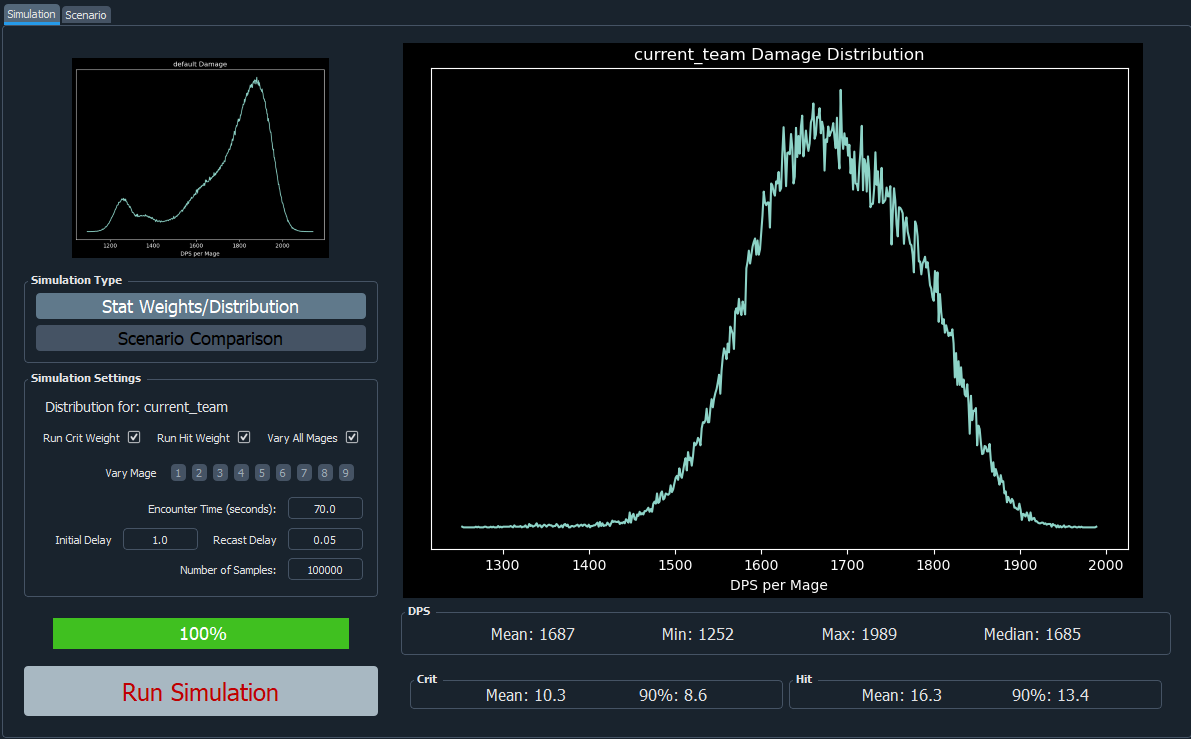 Simulation Scenario
default Damage
1200 1400 1600 1800 2000
DPS per Mage
Simulation Type
Stat Weights/Distribution
Scenario Comparison
Simulation Settings
Distribution for: current_team
Run Crit Weight Run Hit Weight Vary All Mages
Vary Mage 1 2 3 4 5 6 7 8 9
Encounter Time (seconds): 70.0
Initial Delay 1.0 Recast Delay 0.05
Number of Samples: 100000
100%
Run Simulation
current_team Damage Distribution
1300 1400 1500 1600 1700 1800 1900 2000
DPS per Mage
DPS
Mean: 1687 Min: 1252 Max: 1989 Median: 1685
Crit
Mean: 10.3 90%: 8.6
Hit
Mean: 16.3 90%: 13.4